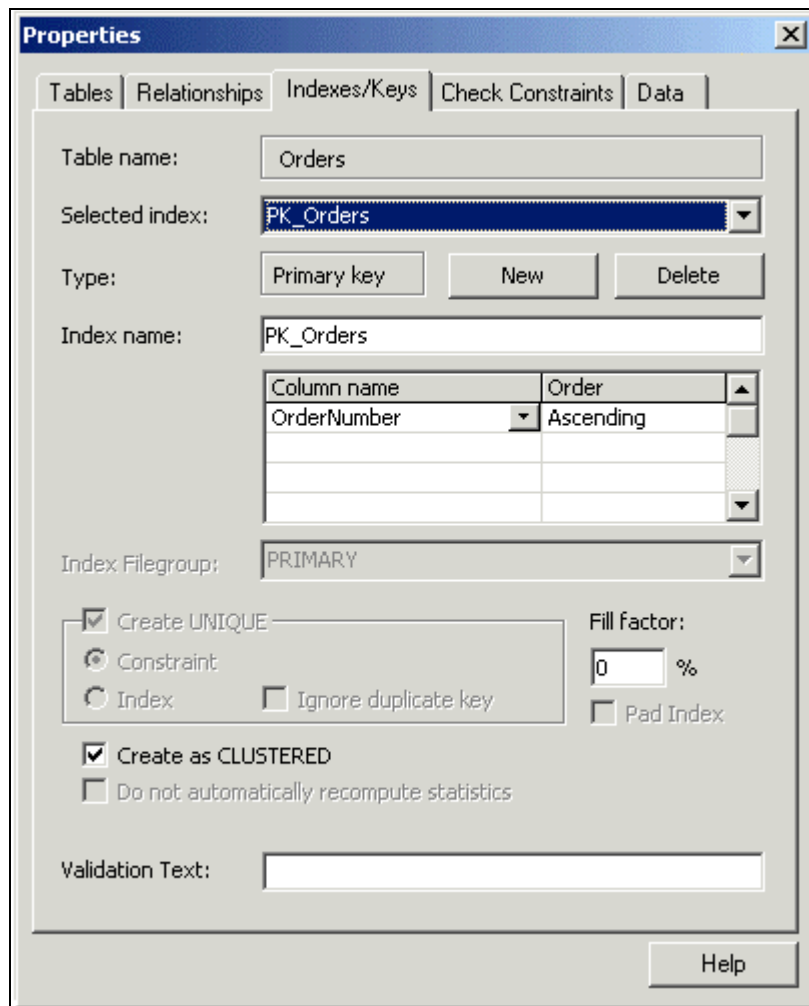 Properties
Tables Relationships Indexes/Keys Check Constraints Data
Table name: Orders
Selected index: PK_Orders
Type: Primary key New Delete
Index name: PK_Orders
Column name Order
OrderNumber Ascending
Index Filegroup: PRIMARY
Create UNIQUE Fill factor:
Constraint 0 %
Index Ignore duplicate key Pad Index
Create as CLUSTERED
Do not automatically recompute statistics
Validation Text:
Help